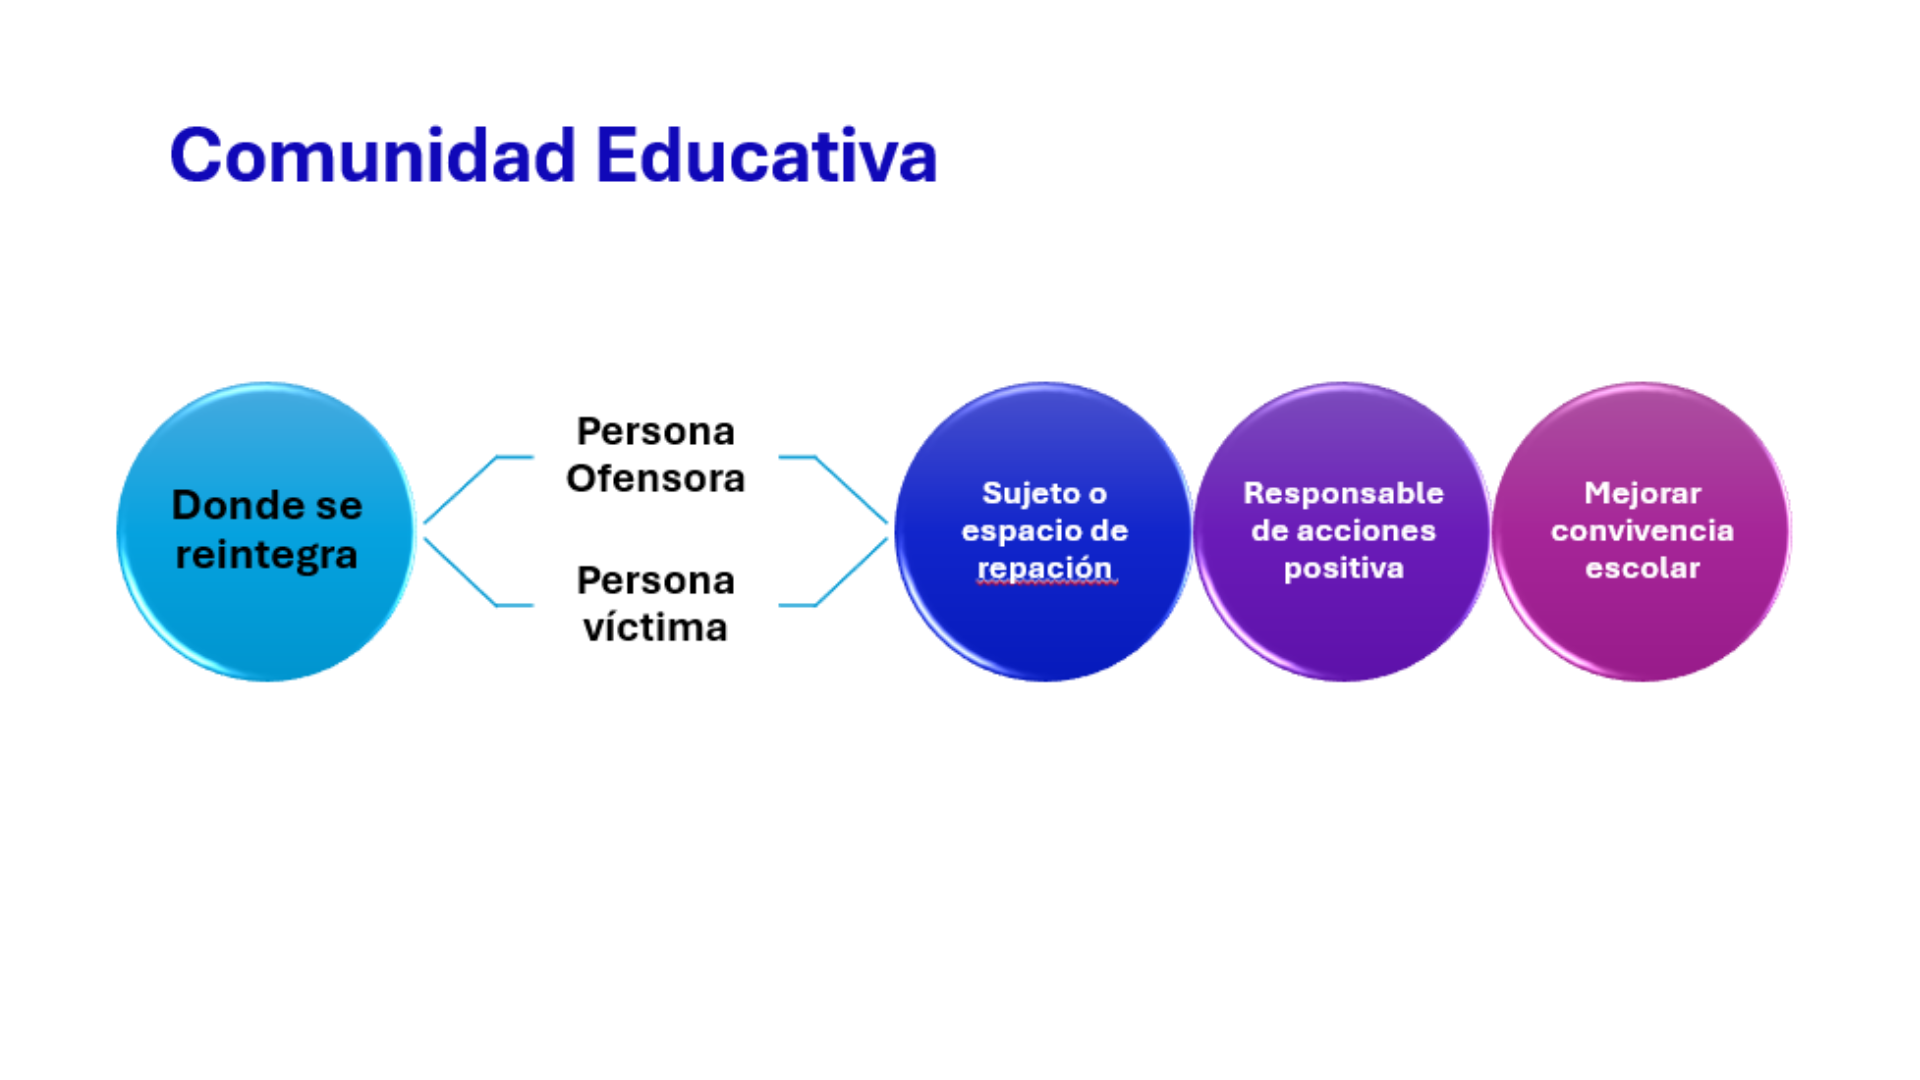 Comunidad Educativa
Donde se
reintegra
Persona
Ofensora
Persona
víctima
Sujeto o
espacio de
repación
Responsable
de acciones
positiva
Mejorar
convivencia
escolar